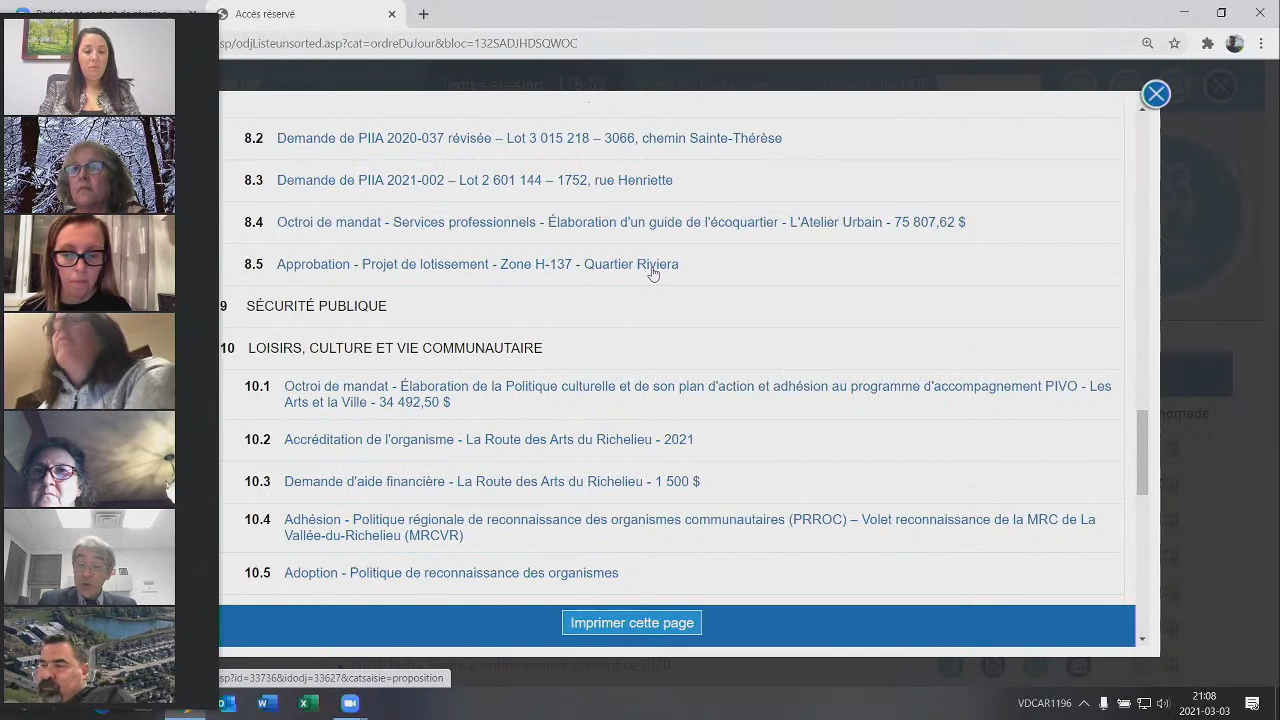 Accès réservé
sp/odjListeunsorted.asp?cat=ordreDuJour&bloc=132
8.2 Demande de PIIA 2020-037 révisée – Lot 3 015 218 – 3066, chemin Sainte-Thérèse
8.3 Demande de PIIA 2021-002 – Lot 2 601 144 – 1752, rue Henriette
8.4 Octroi de mandat - Services professionnels - Élaboration d'un guide de l'écoquartier - L'Atelier Urbain - 75 807,62 $
8.5 Approbation - Projet de lotissement - Zone H-137 - Quartier Riviera
9 SÉCURITÉ PUBLIQUE
10 LOISIRS, CULTURE ET VIE COMMUNAUTAIRE
10.1 Octroi de mandat - Élaboration de la Politique culturelle et de son plan d'action et adhésion au programme d'accompagnement PIVO - Les
Arts et la Ville - 34 492,50 $
10.2 Accréditation de l'organisme - La Route des Arts du Richelieu - 2021
10.3 Demande d'aide financière - La Route des Arts du Richelieu - 1 500 $
10.4 Adhésion - Politique régionale de reconnaissance des organismes communautaires (PRROC) – Volet reconnaissance de la MRC de La
Vallée-du-Richelieu (MRCVR)
10.5 Adoption - Politique de reconnaissance des organismes
nomade
Imprimer cette page
sp?id=33736&idodj=33627&catsaisie=proposition
VDCAB1196
21:08
2021-03-03